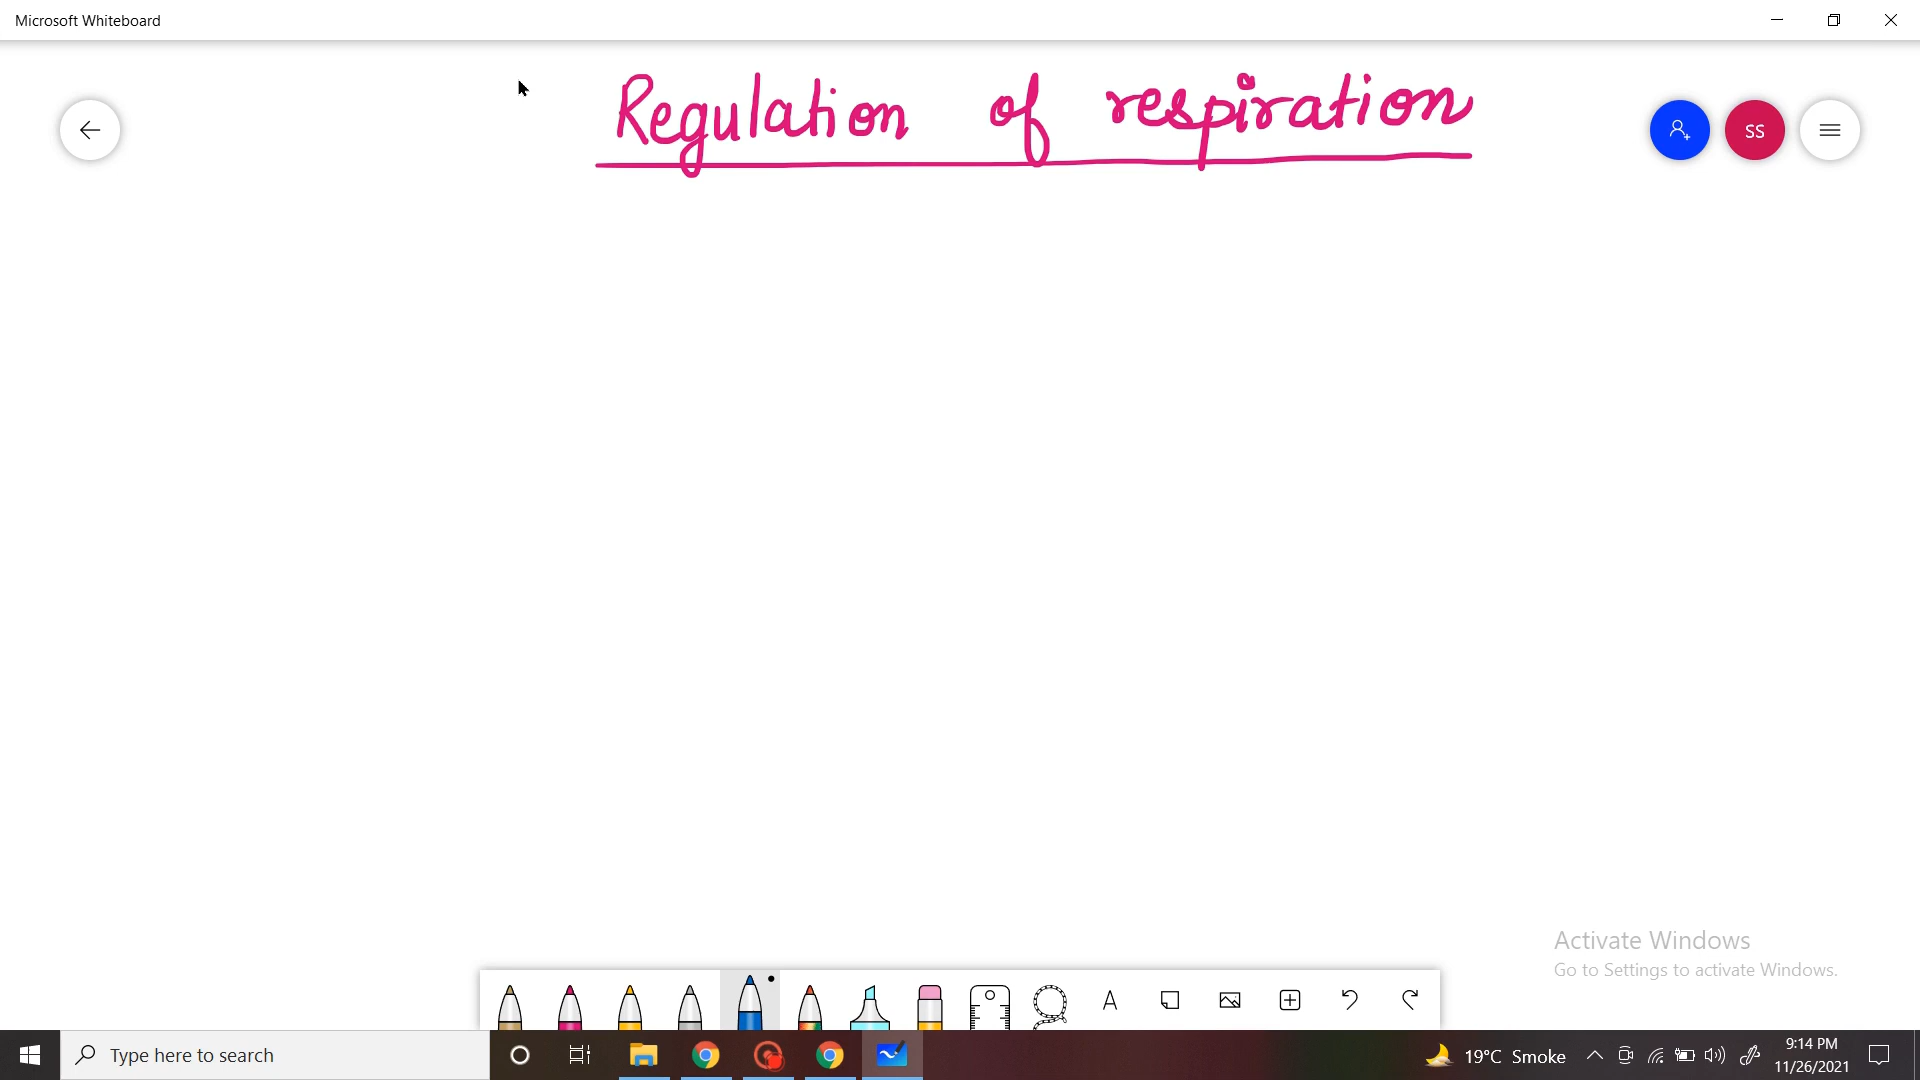 Microsoft Whiteboard
Regulation of respiration
SS
Activate Windows
Go to Settings to activate Windows.
A
Type here to search
19°C Smoke
9:14 PM
11/26/2021